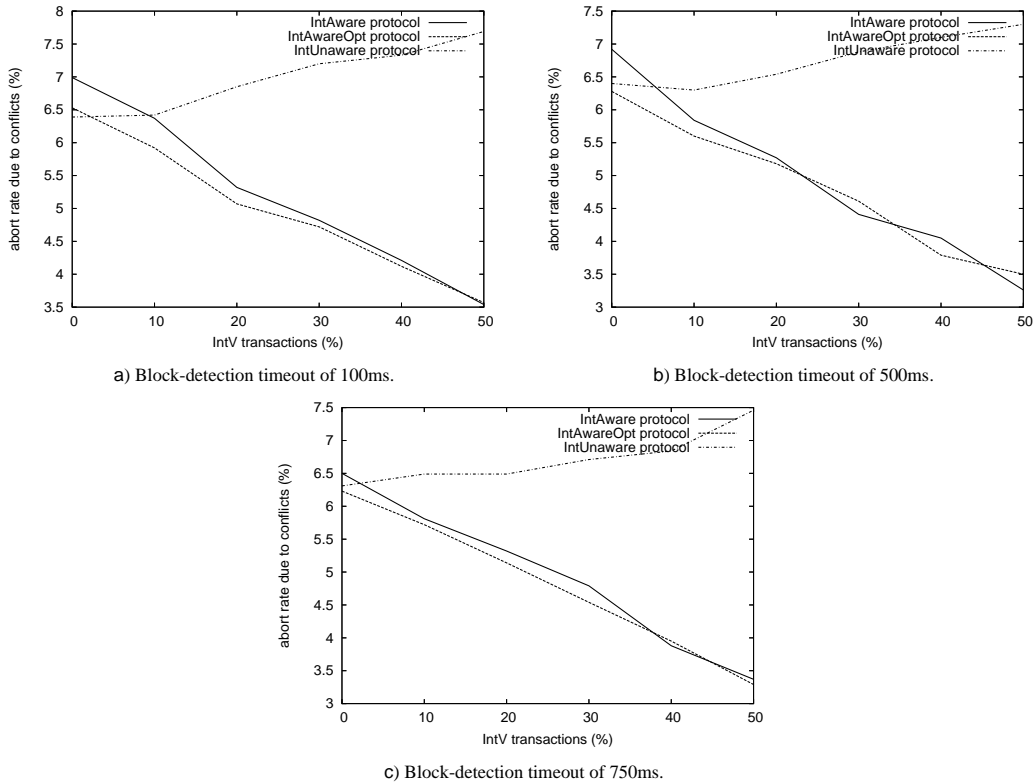 8
7.5
7
6.5
6
5.5
5
4.5
4
3.5
abort rate due to conflicts (%)
IntAware protocol
IntAwareOpt protocol
IntUnaware protocol
0 10 20 30 40 50
IntV transactions (%)
a) Block-detection timeout of 100ms.
7.5
7
6.5
6
5.5
5
4.5
4
3.5
3
abort rate due to conflicts (%)
IntAware protocol
IntAwareOpt protocol
IntUnaware protocol
0 10 20 30 40 50
IntV transactions (%)
b) Block-detection timeout of 500ms.
7.5
7
6.5
6
5.5
5
4.5
4
3.5
3
abort rate due to conflicts (%)
IntAware protocol
IntAwareOpt protocol
IntUnaware protocol
0 10 20 30 40 50
IntV transactions (%)
c) Block-detection timeout of 750ms.